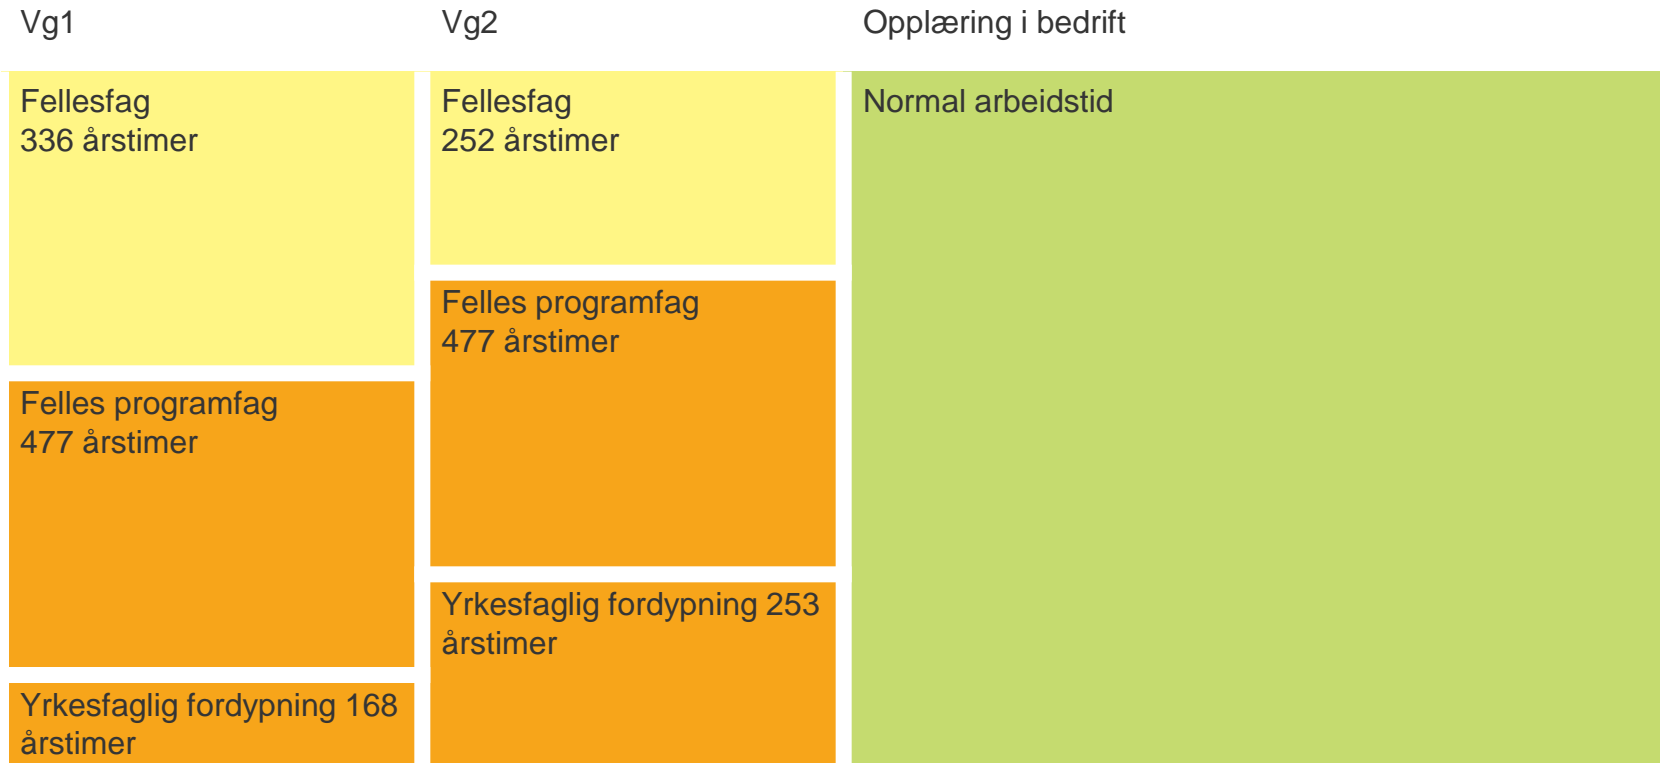 Vg1
Vg2
Opplæring i bedrift
Fellesfag
336 årstimer
Felles programfag
477 årstimer
Yrkesfaglig fordypning 168
årstimer
Fellesfag
252 årstimer
Felles programfag
477 årstimer
Yrkesfaglig fordypning 253
årstimer
Normal arbeidstid